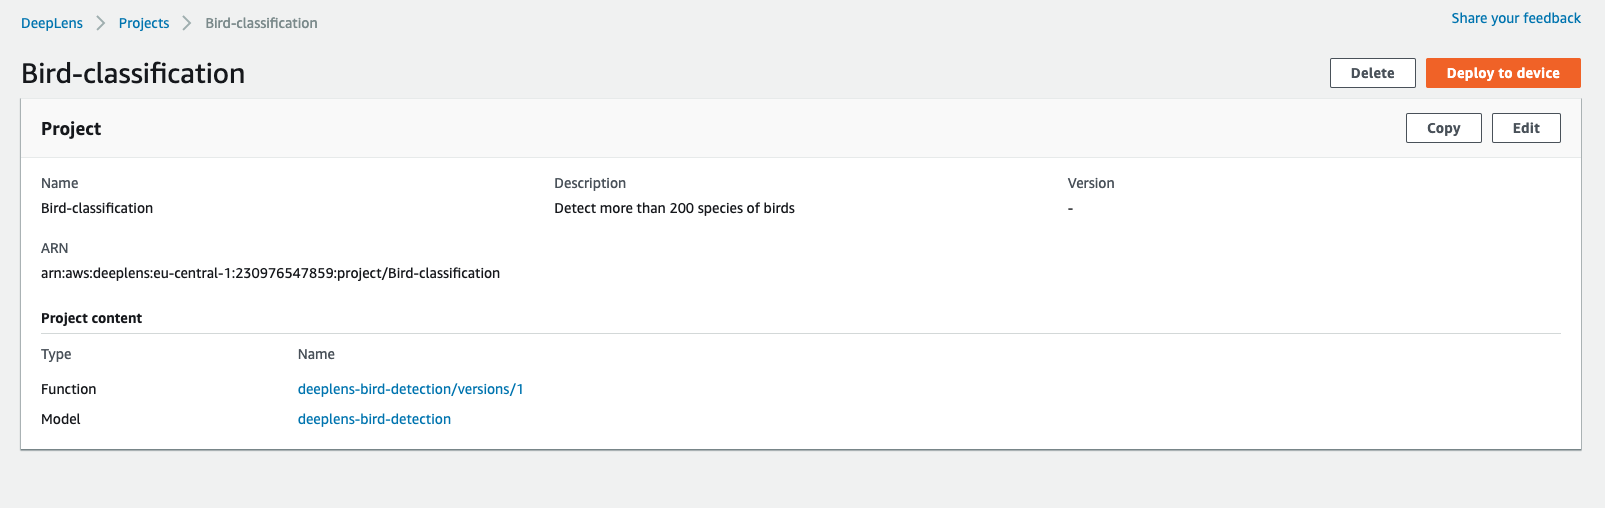 DeepLens > Projects > Bird-classification
Share your feedback
Bird-classification
Delete
Deploy to device
Project
Copy
Edit
Name
Description
Version
Bird-classification
Detect more than 200 species of birds
-
ARN
arn:aws:deeplens:eu-central-1:230976547859:project/Bird-classification
Project content
Type
Name
Function
deeplens-bird-detection/versions/1
Model
deeplens-bird-detection